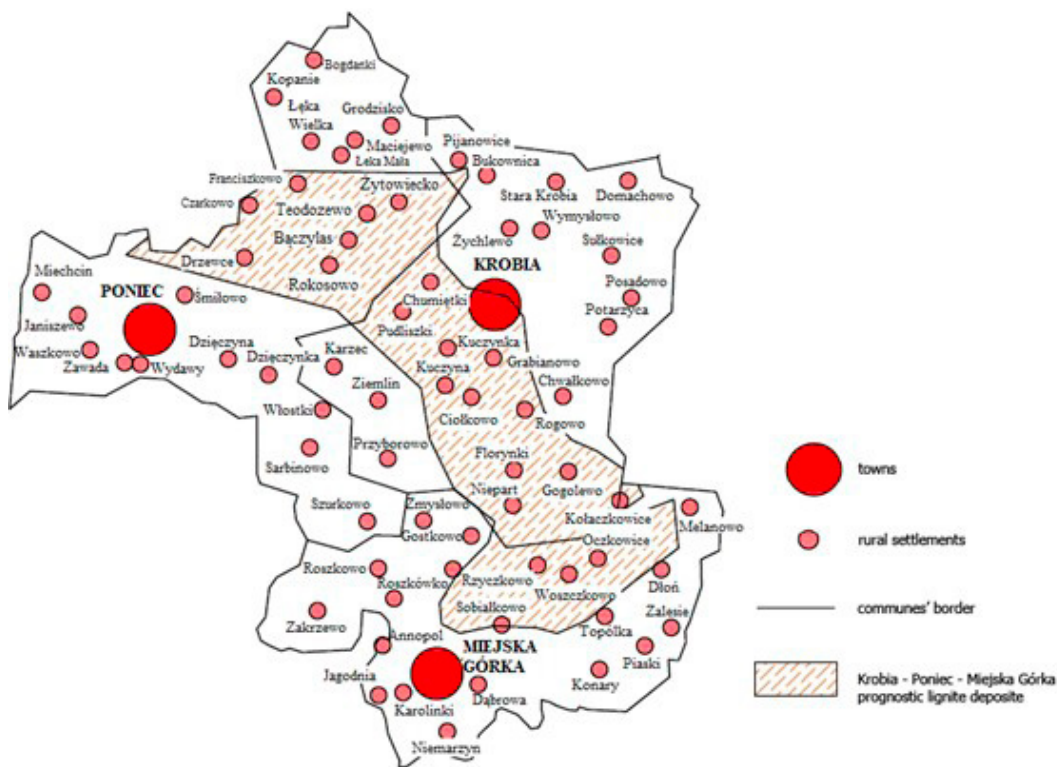 Bogdanki
Kopanie
Łęka
Wielka
Grodzisko
Maciejewo
Łeka Mała
Pijanowice
Bukownica
Franciszkowo
Żytowiecko
Czarkowo
Teodozewo
Stara Krobia
Domachowo
Wymysłowo
Bączylas
Żychlewo
Sułkowice
Drzewce
Rokosowo
KROBIA
Miechcin
PONIEC
Śmiłowo
Chumiętki
Posadowo
Potarzyca
Janiszewo
Pudliszki
Kuczynka
Waszkowo
Zawada
Wydawy
Dzięczyna
Dzięczynka
Karzec
Grabianowo
Ziemlin
Kuczyna
Chwałkowo
Włostki
Ciołkowo
Rogowo
Sarbinowo
Przyborowo
Florynki
towns
Niepart
Gogolewo
Szurkowo
Zmysłowo
Kołaczkowice
Melanowo
Gostkowo
Oczkowice
rural settlements
Roszkowo
Roszkówko
Rzyczkowo
Woszczkowo
Dłoń
Zakrzewo
Sobiałkowo
Zalesie
communes' border
Topolka
Annopol
MIEJSKA
GÓRKA
Piaski
Jagodnia
Konary
Krobia - Poniec - Miejska Górka
prognostic lignite deposite
Karolinki
Dąbrowa
Niemarzyn